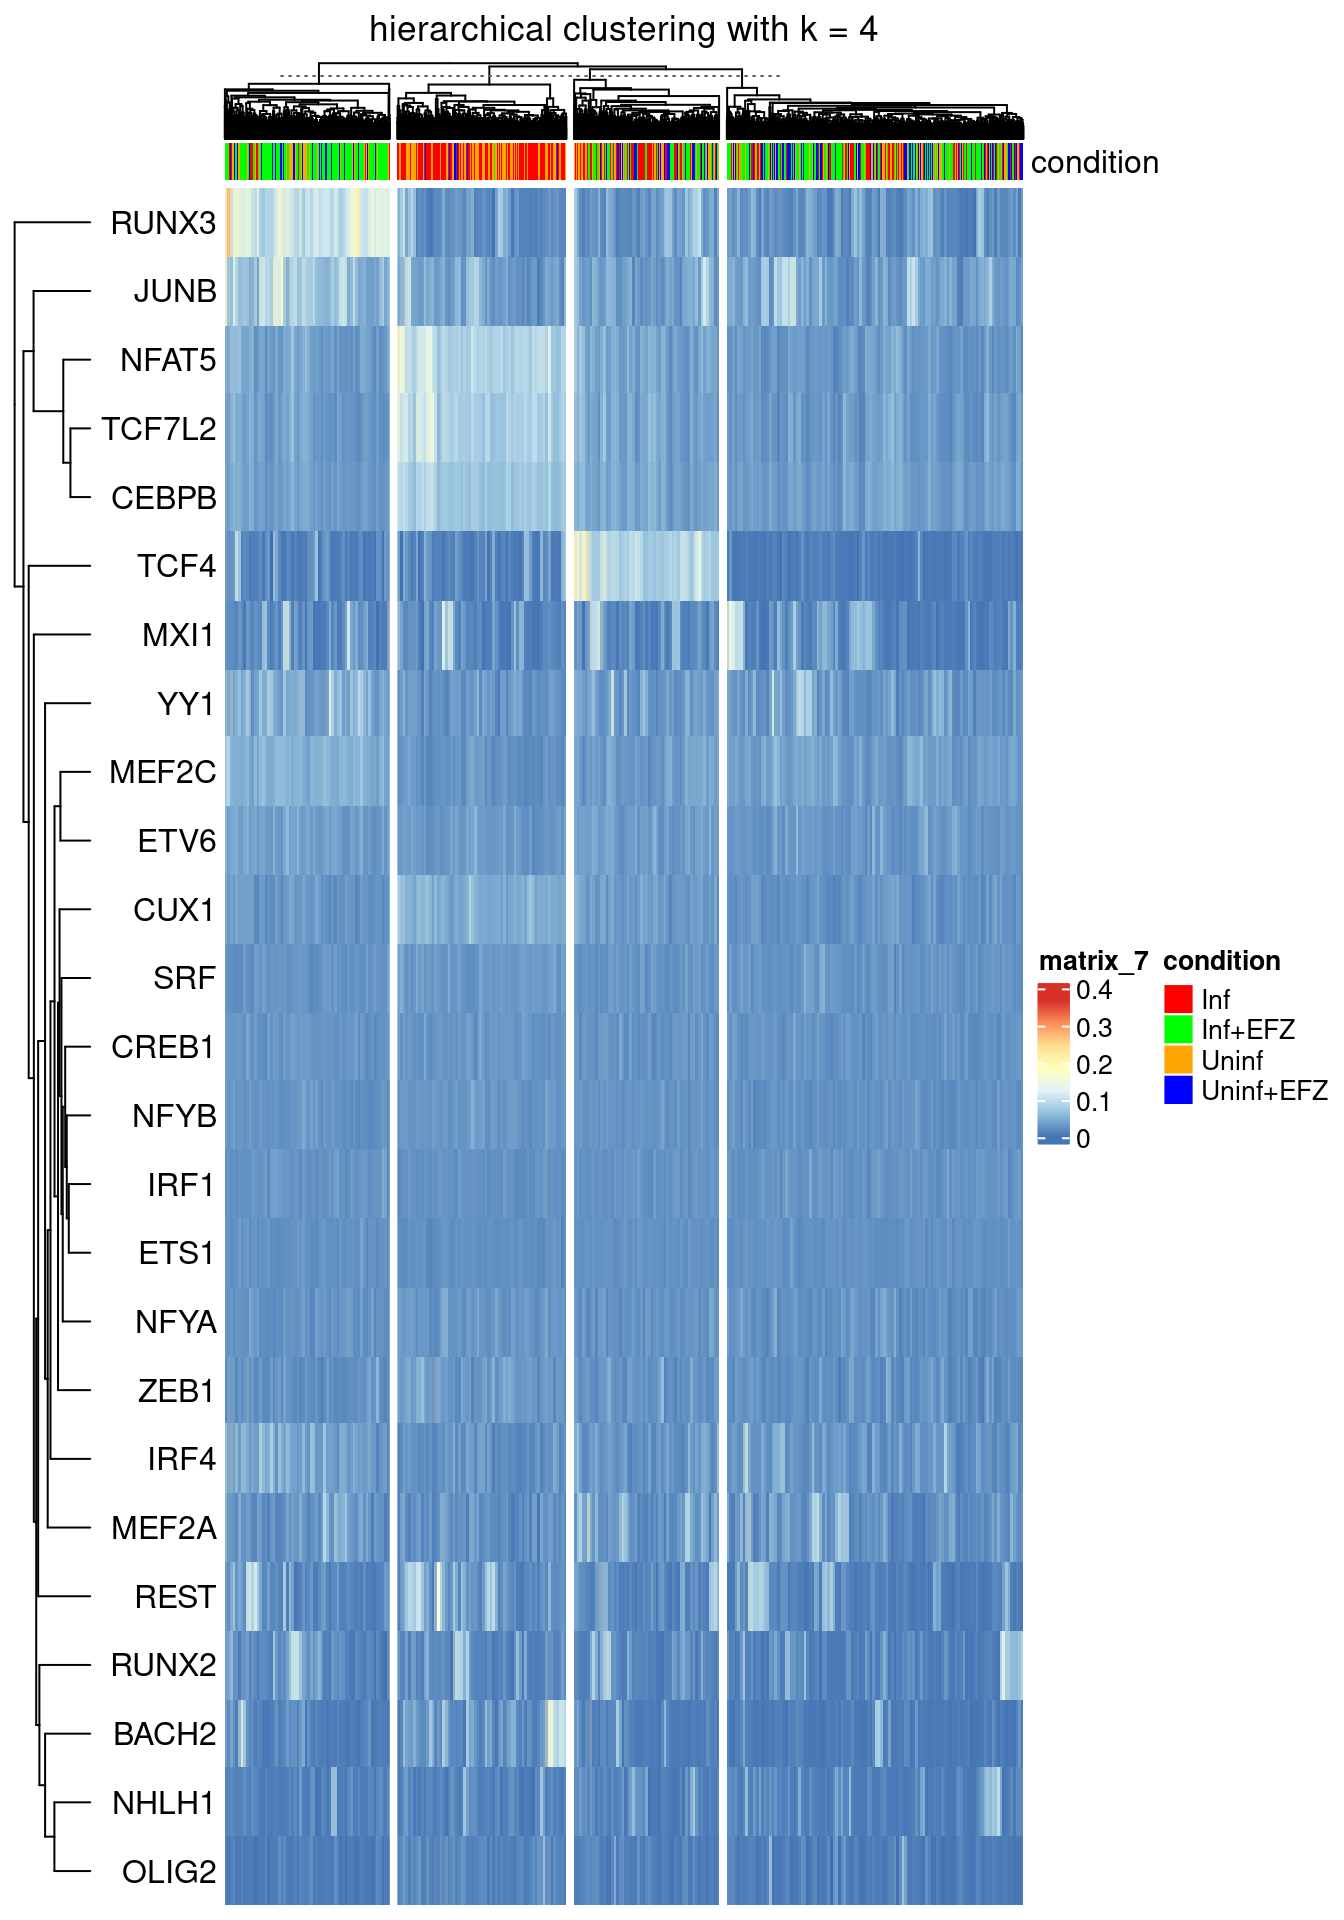 hierarchical clustering with k = 4
condition
RUNX3
JUNB
NFAT5
TCF7L2
CEBPB
TCF4
MXI1
YY1
MEF2C
ETV6
CUX1
SRF
CREB1
NFYB
IRF1
ETS1
NFYA
ZEB1
IRF4
MEF2A
REST
RUNX2
BACH2
NHLH1
OLIG2
matrix_7
0.4
0.3
0.2
0.1
0
condition
Inf
Inf+EFZ
Uninf
Uninf+EFZ